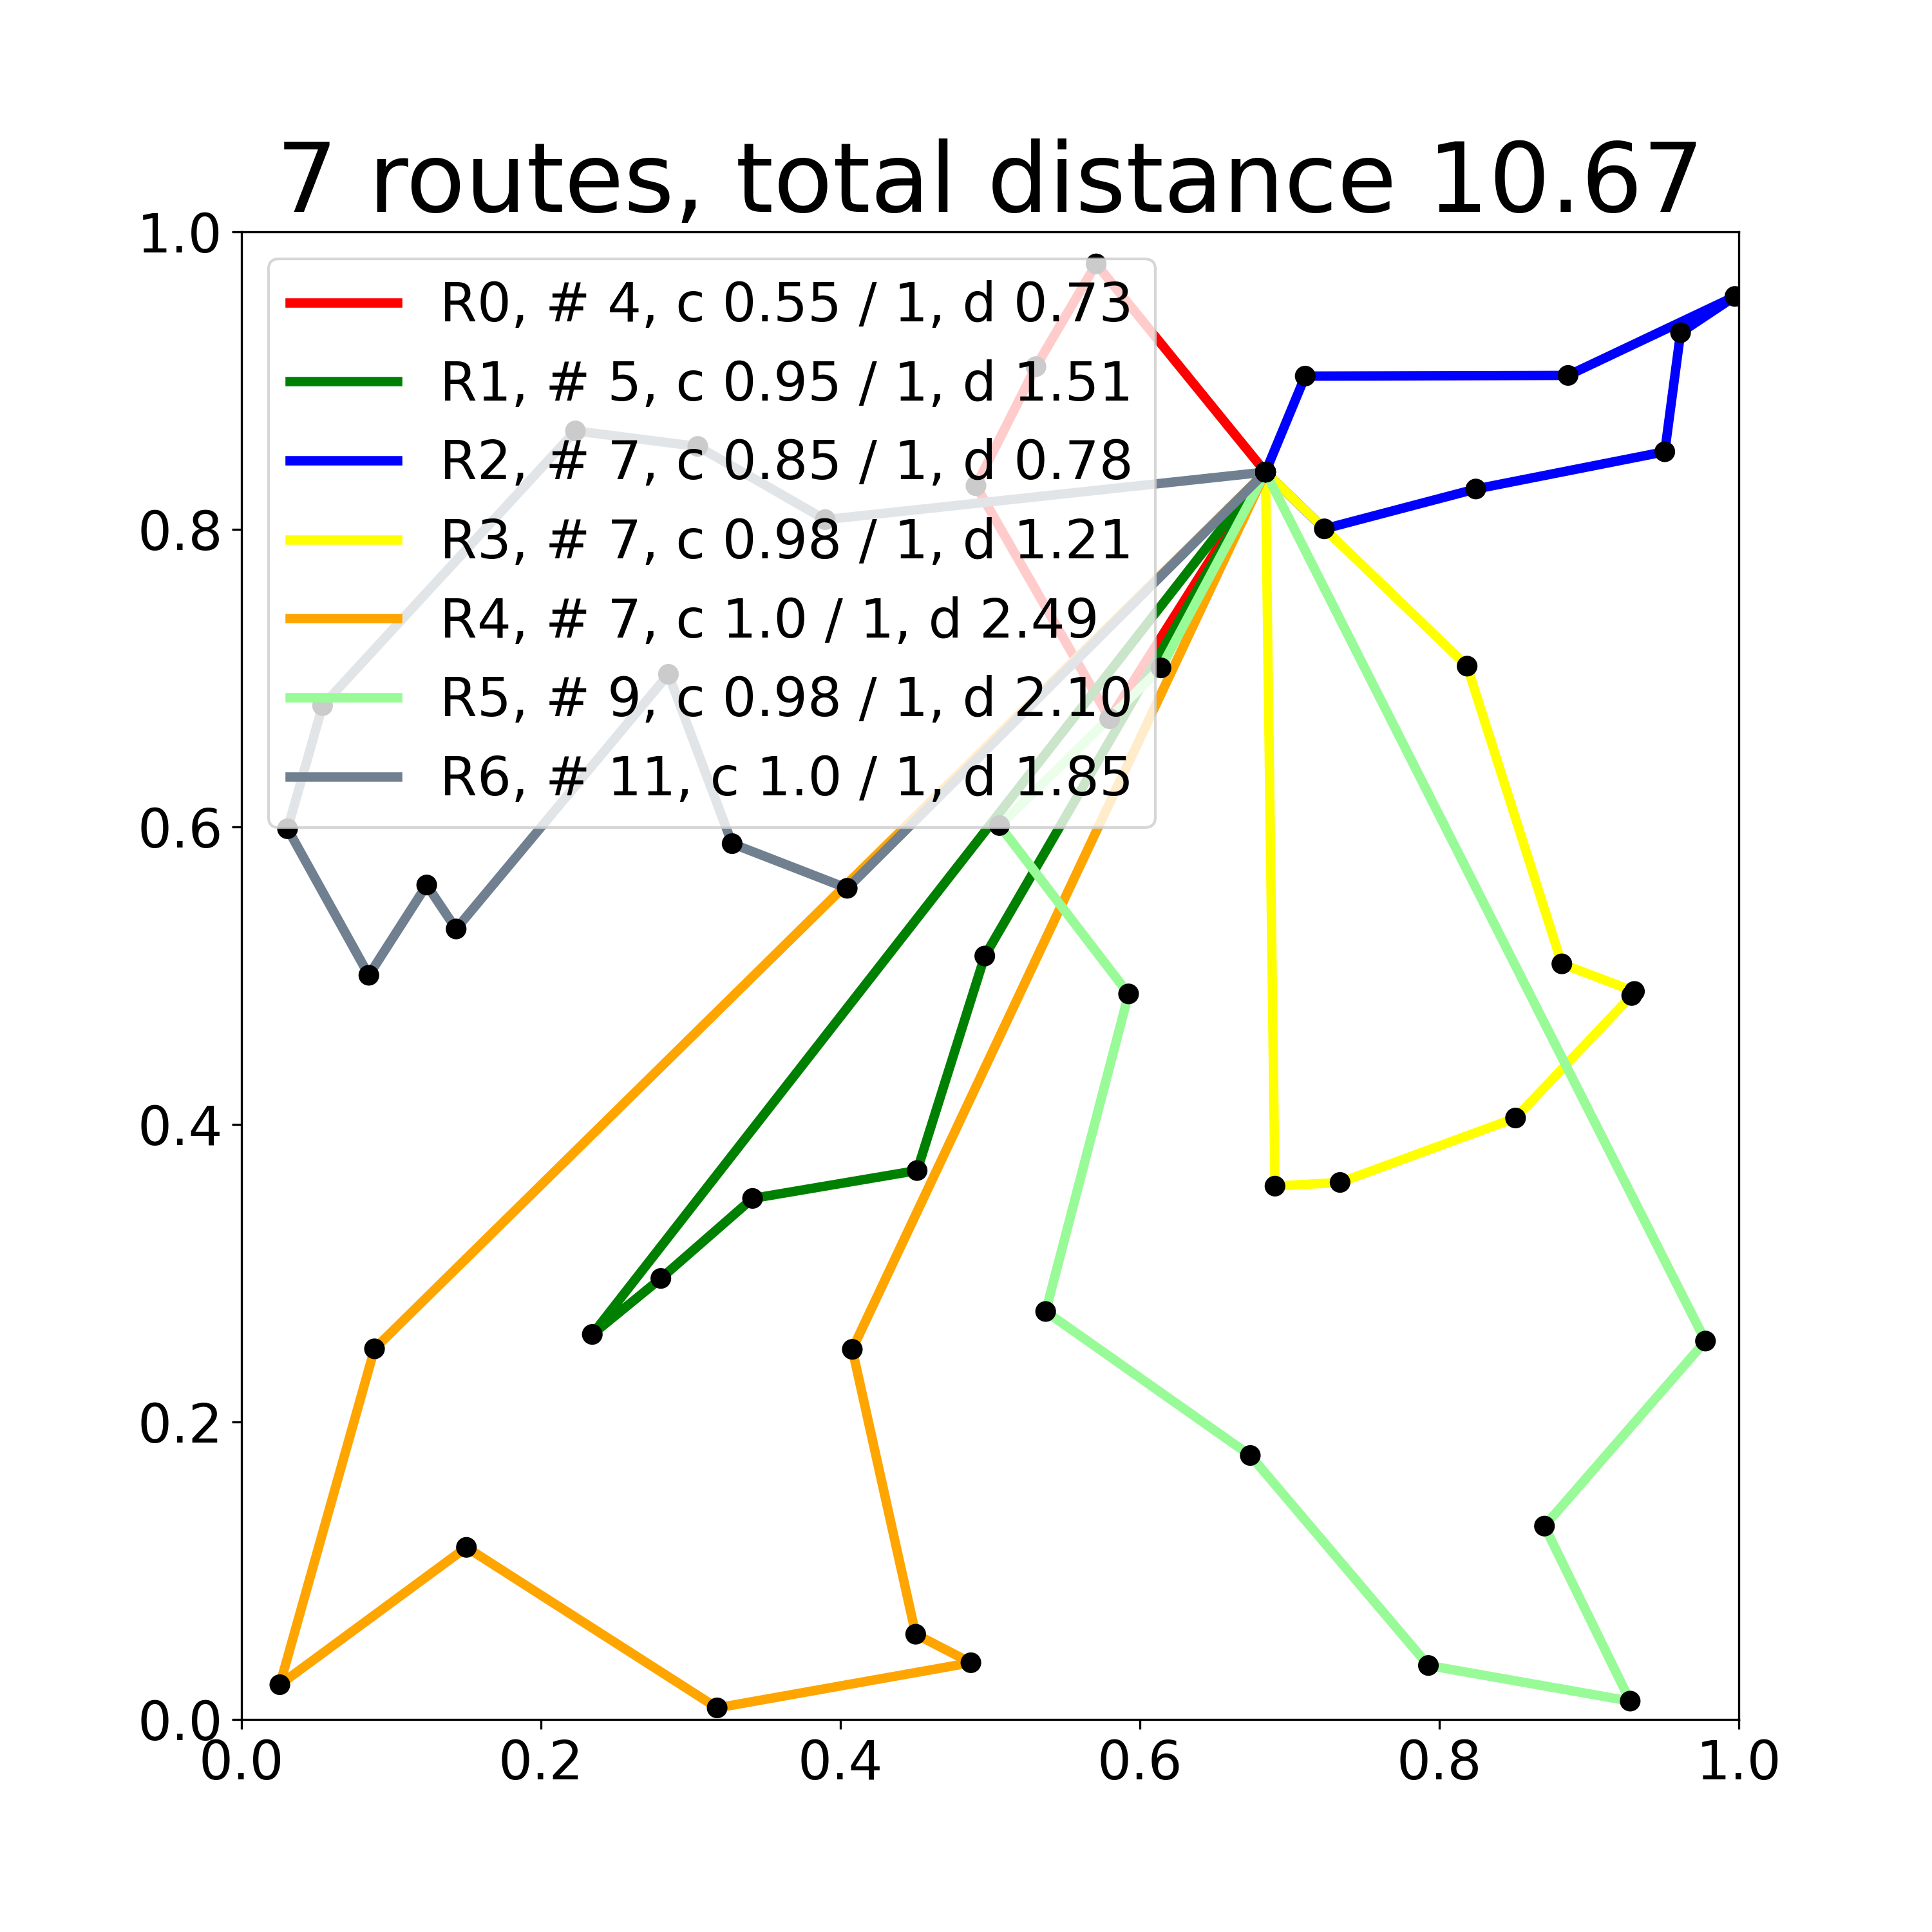 7 routes, total distance 10.67
1.0
0.8
0.6
0.4
0.2
0.0
R0, # 4, c 0.55 / 1, d 0.73
R1, # 5, c 0.95 / 1, d 1.51
R2, # 7, c 0.85 / 1, d 0.78
R3, # 7, c 0.98 / 1, d 1.21
R4, # 7, c 1.0 / 1, d 2.49
R5, # 9, c 0.98 / 1, d 2.10
R6, # 11, c 1.0 / 1, d 1.85
0.0 0.2 0.4 0.6 0.8 1.0